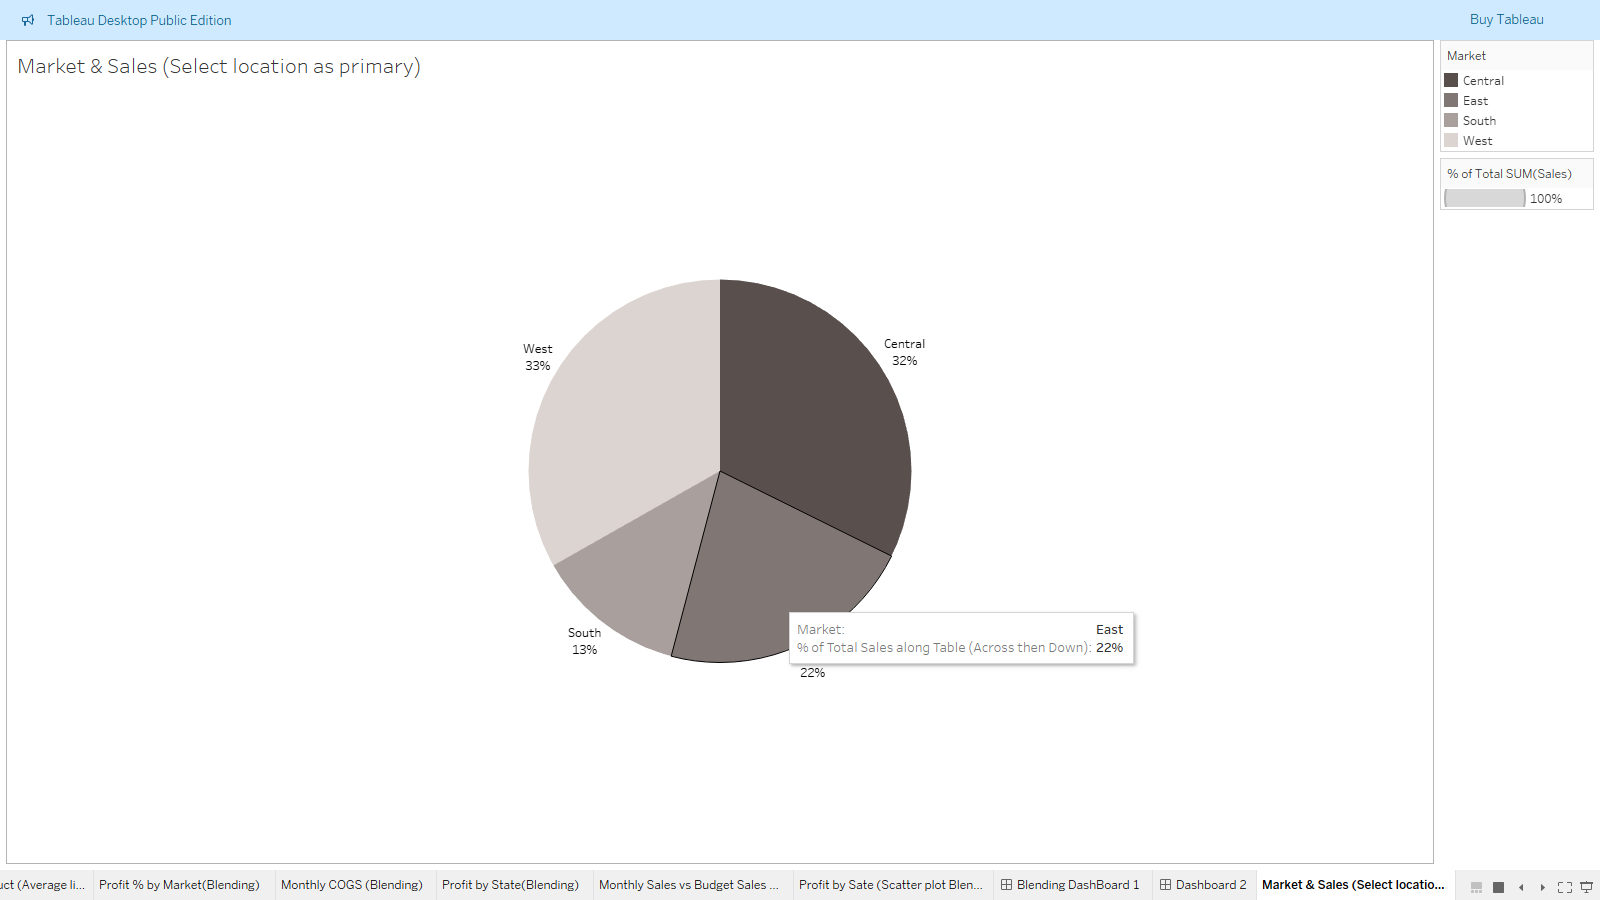 Tableau Desktop Public Edition
Buy Tableau
Market & Sales (Select location as primary)
Market
Central
East
South
West
% of Total SUM(Sales)
100%
West
33%
Central
32%
South
13%
Market: East
% of Total Sales along Table (Across then Down): 22%
22%
uct (Average li...
Profit % by Market(Blending)
Monthly COGS (Blending)
Profit by State(Blending)
Monthly Sales vs Budget Sales ...
Profit by Sate (Scatter plot Blen...
Blending DashBoard 1
Dashboard 2
Market & Sales (Select locatio...